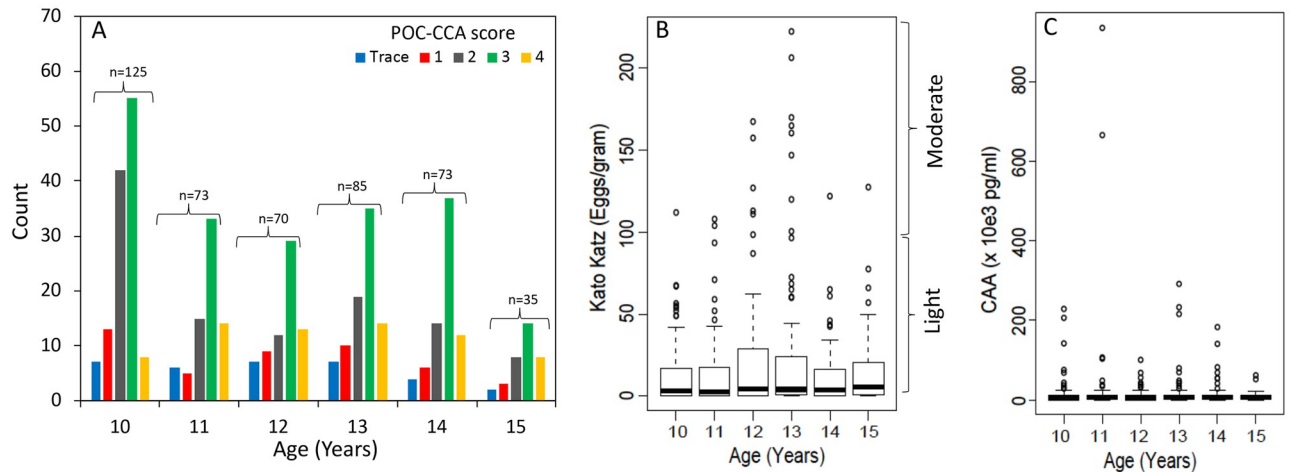 A
POC-CCA score
Trace 1 2 3 4
70
60
50
40
30
20
10
0
Count
n=125
n=73
n=70
n=85
n=73
n=35
10 11 12 13 14 15
Age (Years)
B
200
150
100
50
0
Kato Katz (Eggs/gram)
Moderate
Light
10 11 12 13 14 15
Age (Years)
C
800
600
400
200
0
CAA (x 10e3 pg/ml)
10 11 12 13 14 15
Age (Years)